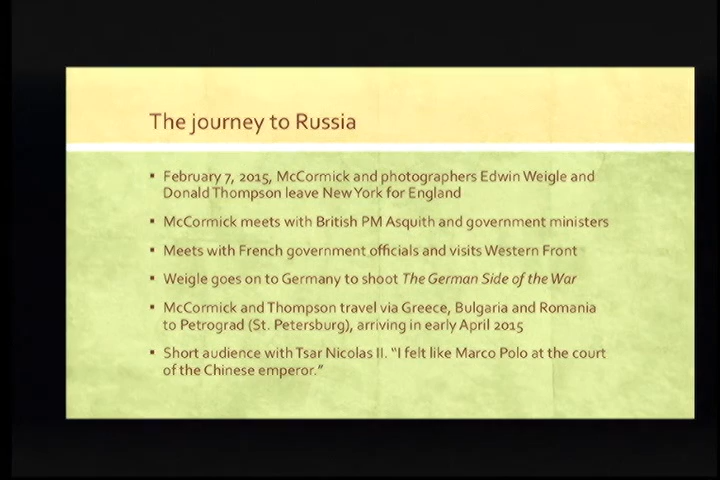 The journey to Russia
▪ February 7, 2015, McCormick and photographers Edwin Weigle and
Donald Thompson leave New York for England
▪ McCormick meets with British PM Asquith and government ministers
▪ Meets with French government officials and visits Western Front
▪ Weigle goes on to Germany to shoot The German Side of the War
▪ McCormick and Thompson travel via Greece, Bulgaria and Romania
to Petrograd (St. Petersburg), arriving in early April 2015
▪ Short audience with Tsar Nicolas II. “I felt like Marco Polo at the court
of the Chinese emperor.”